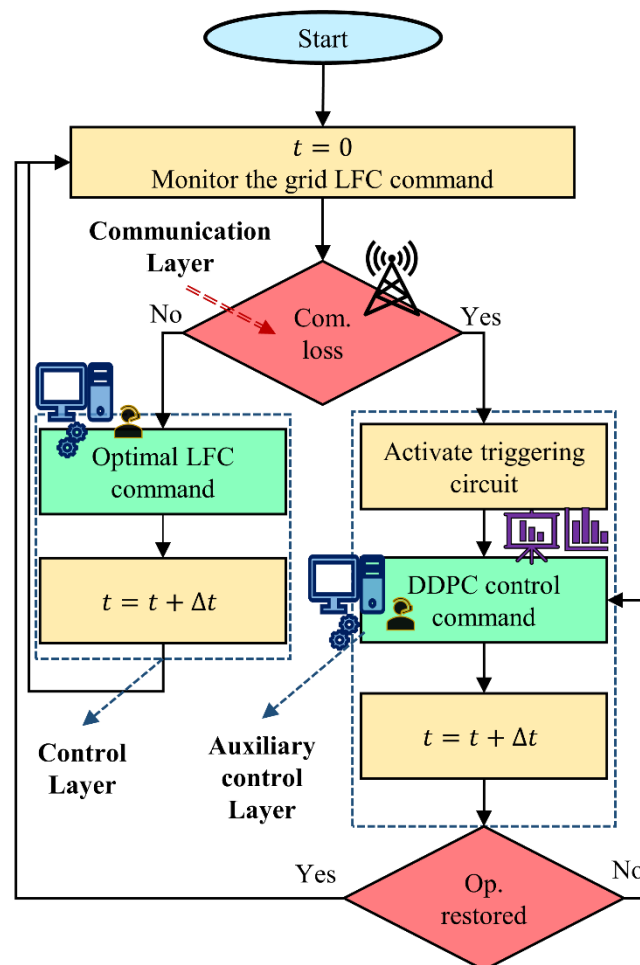 Start
t = 0
Monitor the grid LFC command
Communication
Layer
No
Com.
loss
Yes
Optimal LFC
command
Activate triggering
circuit
t = t + Δt
DDPC control
command
Control
Layer
Auxiliary
control
Layer
t = t + Δt
Yes
Op.
restored
No